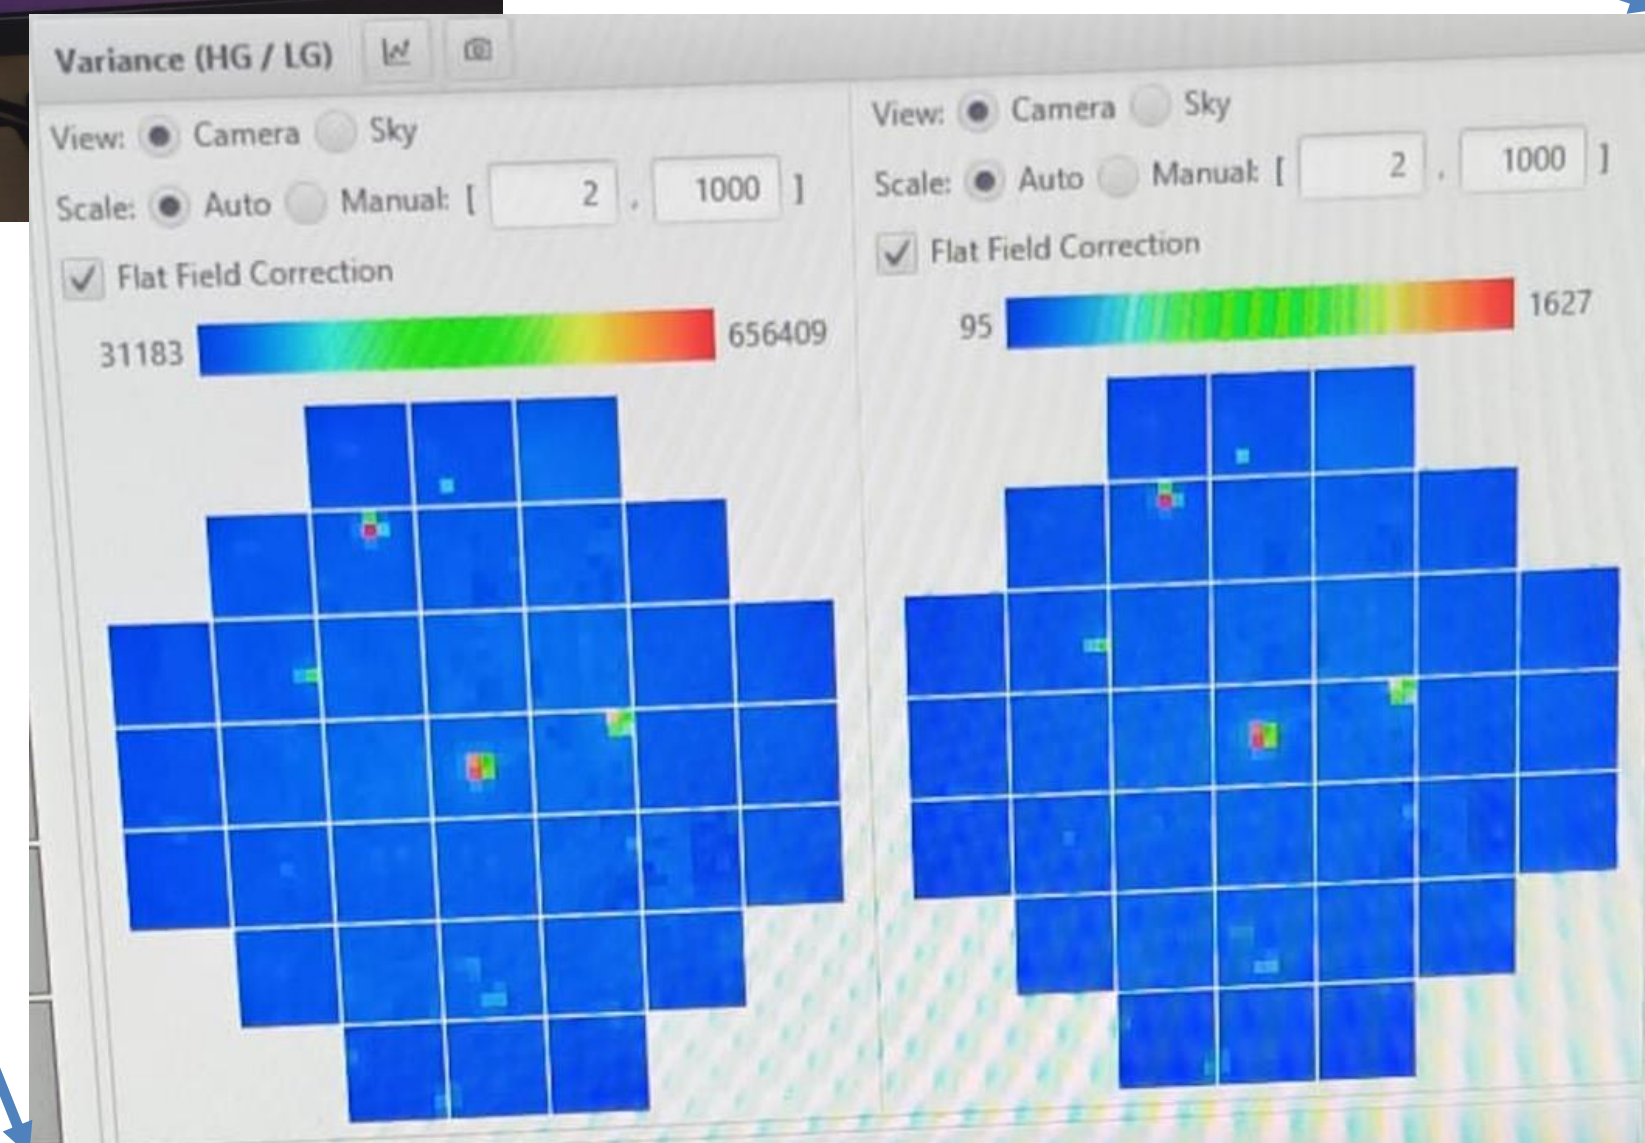 Variance (HG / LG)
View: Camera Sky
Scale: Auto Manual: [ 2 , 1000 ]
Flat Field Correction
31183 656409
View: Camera Sky
Scale: Auto Manual: [ 2 , 1000 ]
Flat Field Correction
95 1627